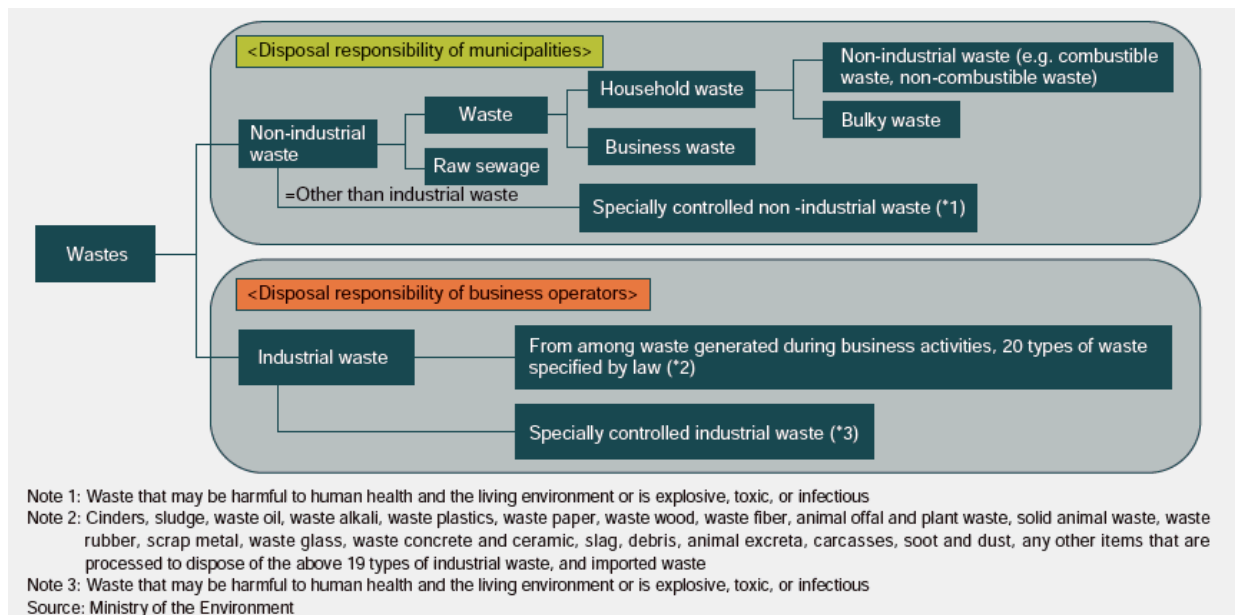 <Disposal responsibility of municipalities>
Non-industrial waste (e.g. combustible
waste, non-combustible waste)
Household waste
Waste
Bulky waste
Non-industrial
waste
Business waste
Raw sewage
=Other than industrial waste
Specially controlled non -industrial waste (*1)
Wastes
<Disposal responsibility of business operators>
Industrial waste
From among waste generated during business activities, 20 types of waste
specified by law (*2)
Specially controlled industrial waste (*3)
Note 1: Waste that may be harmful to human health and the living environment or is explosive, toxic, or infectious
Note 2: Cinders, sludge, waste oil, waste alkali, waste plastics, waste paper, waste wood, waste fiber, animal offal and plant waste, solid animal waste, waste
rubber, scrap metal, waste glass, waste concrete and ceramic, slag, debris, animal excreta, carcasses, soot and dust, any other items that are
processed to dispose of the above 19 types of industrial waste, and imported waste
Note 3: Waste that may be harmful to human health and the living environment or is explosive, toxic, or infectious
Source: Ministry of the Environment